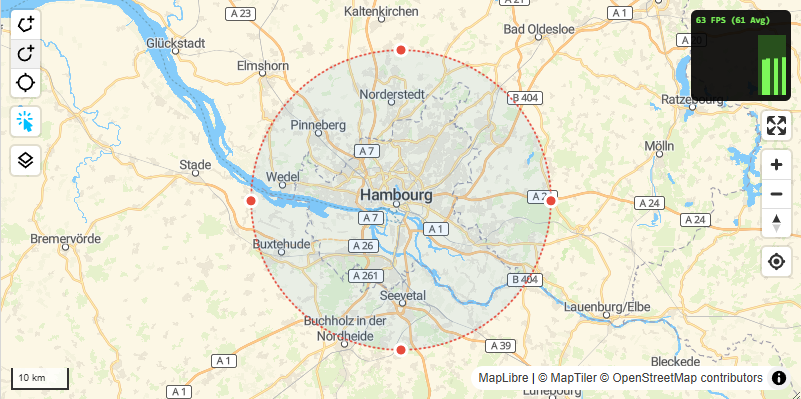 A 21
A 1
63 FPS (61 Avg)
A 23
Kaltenkirchen
Bad Oldesloe
A 20
Glückstadt
Elmshorn
Norderstedt
B 404
Ratzeburg
Pinneberg
A 7
Mölln
Stade
Wedel
Hambourg
A 24
A 24
A 7
A 1
Bremervörde
Buxtehude
A 26
A 261
B 404
Seevetal
Lauenburg/Elbe
Buchholz in der
Nordheide
A 39
A 1
Bleckede
10 km
MapLibre | © MapTiler © OpenStreetMap contributors
A 1
Lüneburg